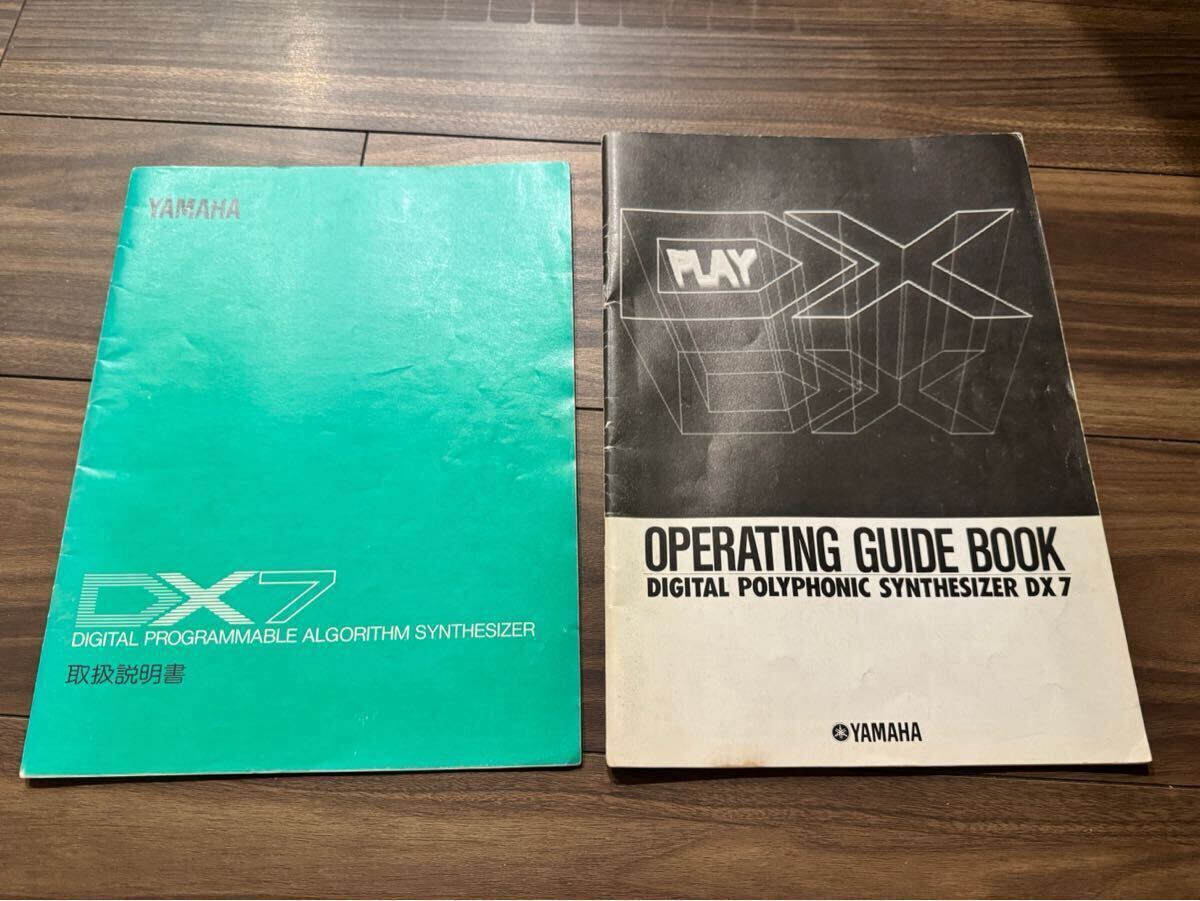 YAMAHA
DX7
DIGITAL PROGRAMMABLE ALGORITHM SYNTHESIZER
取扱説明書
PLAY DX
OPERATING GUIDE BOOK
DIGITAL POLYPHONIC SYNTHESIZER DX7
YAMAHA